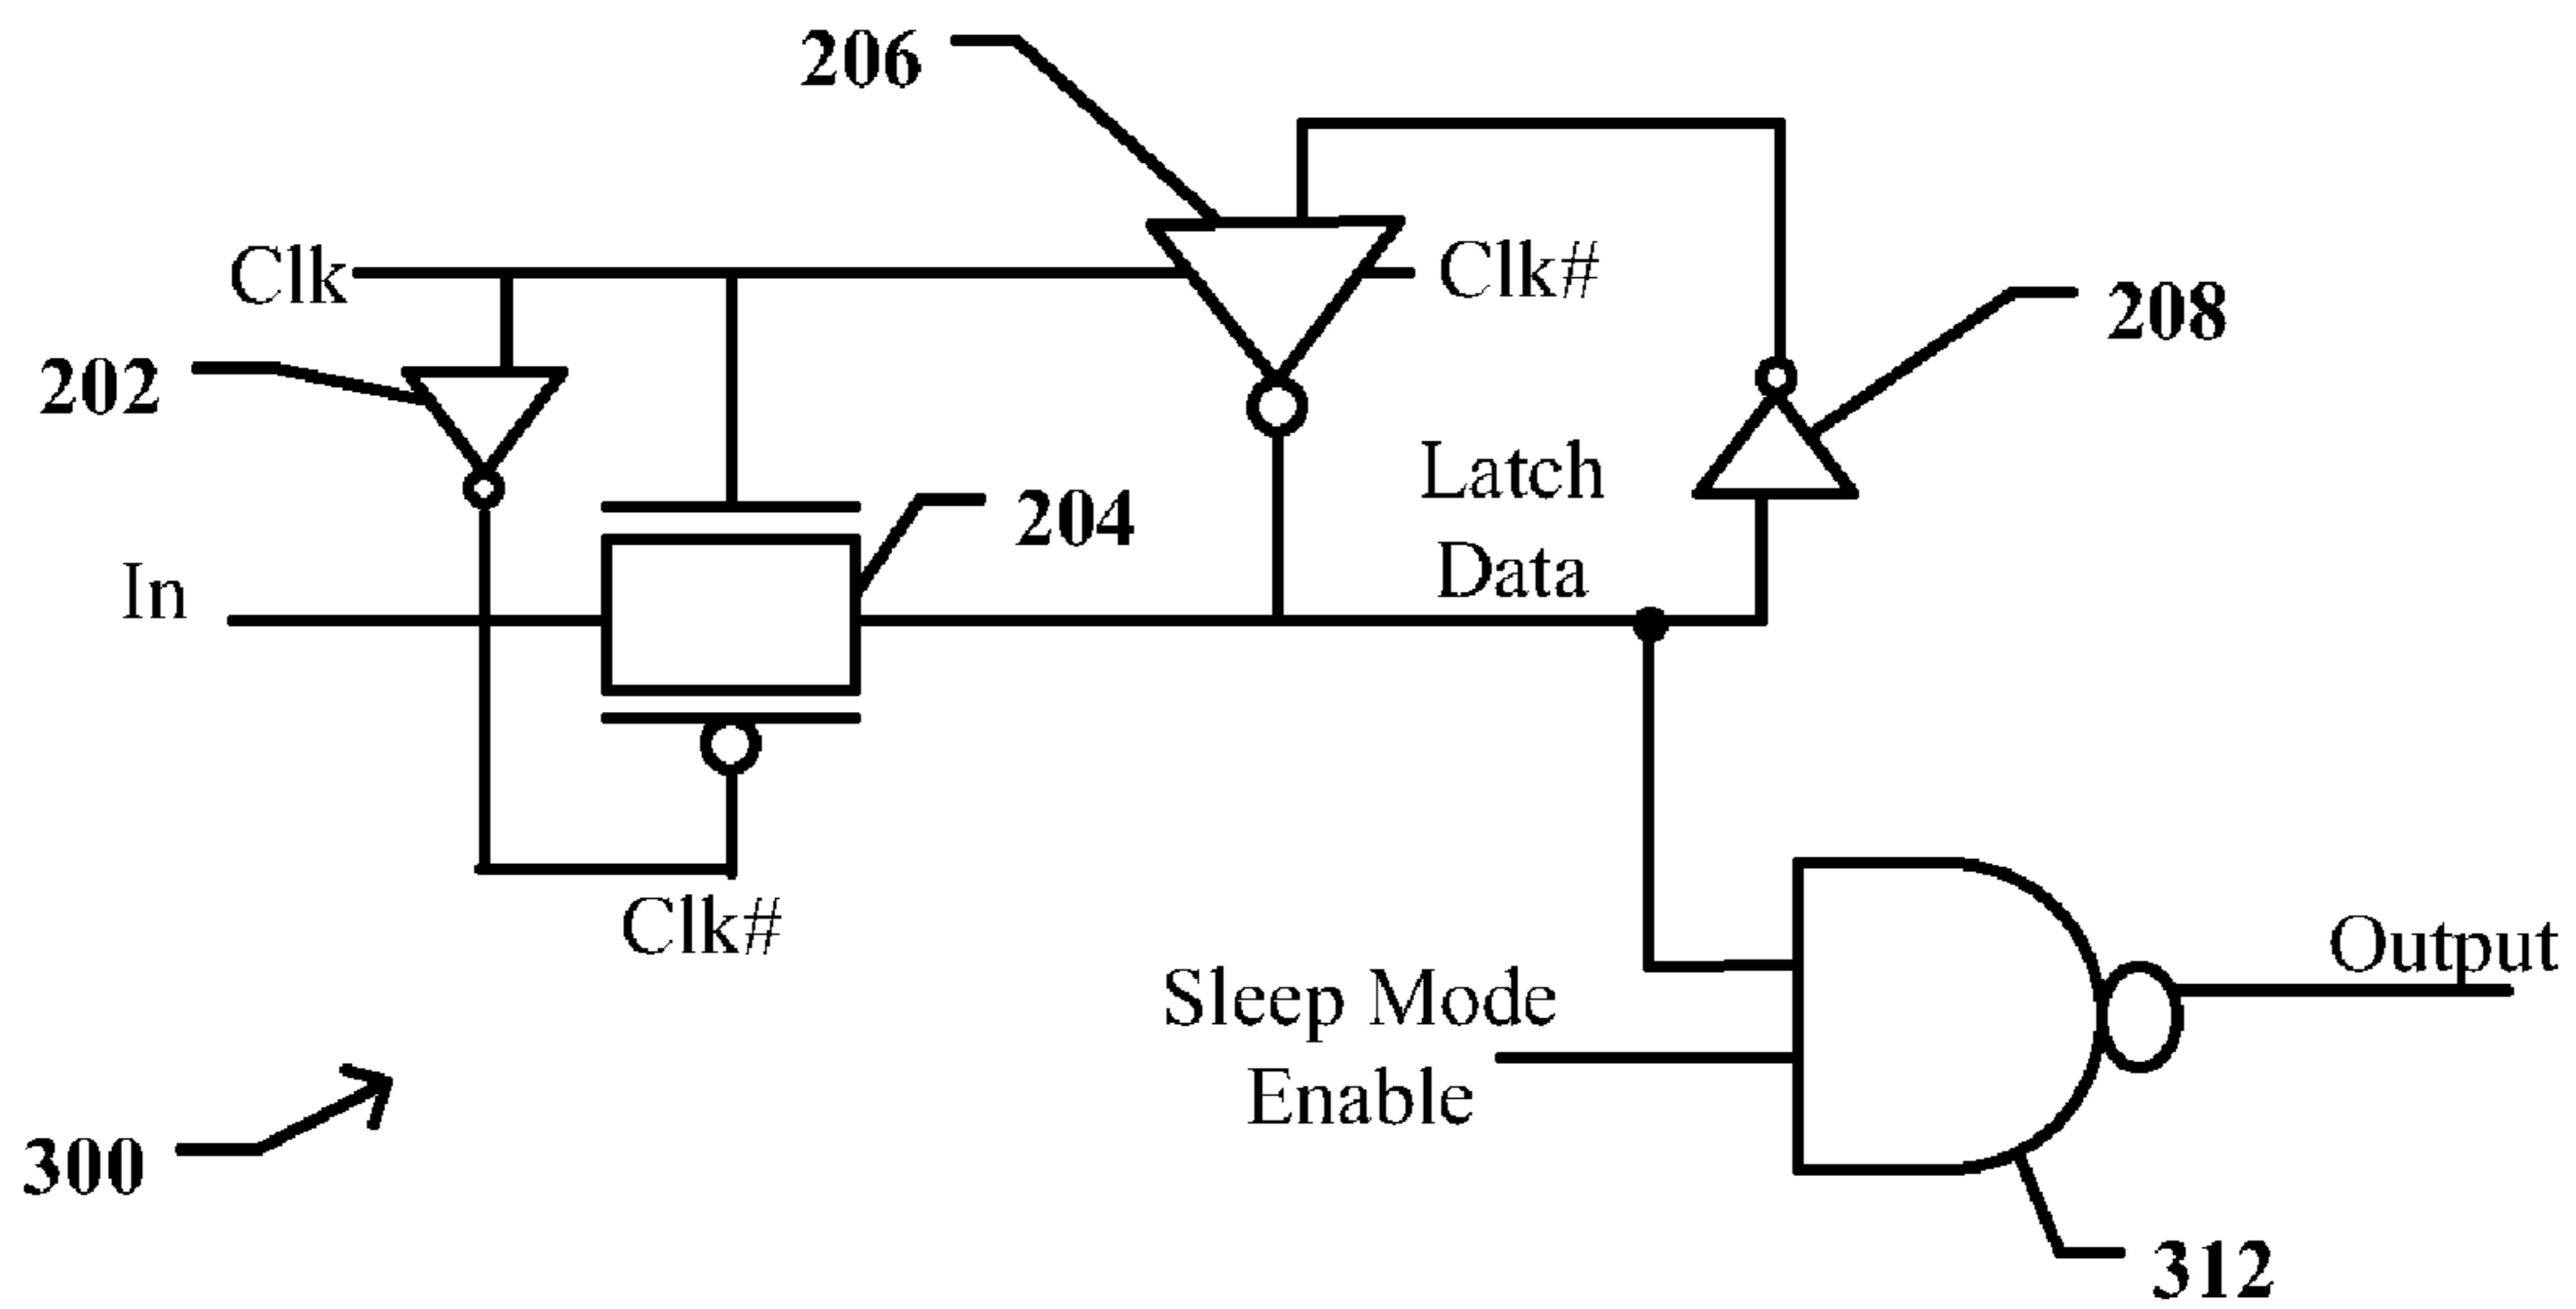 206
Clk
Clk#
208
202
Latch
Data
204
In
Clk#
Sleep Mode
Enable
Output
300
312